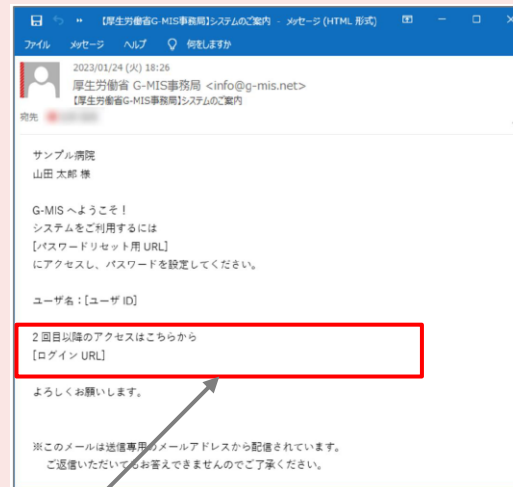 【厚生労働省G-MIS事務局】システムのご案内 - メッセージ (HTML 形式)
ファイル メッセージ ヘルプ 何をしますか
2023/01/24 (火) 18:26
厚生労働省 G-MIS事務局 <info@g-mis.net>
【厚生労働省G-MIS事務局】システムのご案内
宛先
サンプル病院
山田 太郎 様
G-MIS へようこそ！
システムをご利用するには
[パスワードリセット用 URL]
にアクセスし、パスワードを設定してください。
ユーザ名：[ユーザ ID]
2 回目以降のアクセスはこちらから
[ログイン URL]
よろしくお願いします。
※このメールは送信専用のメールアドレスから配信されています。
ご返信いただいてもお答えできませんのでご了承ください。